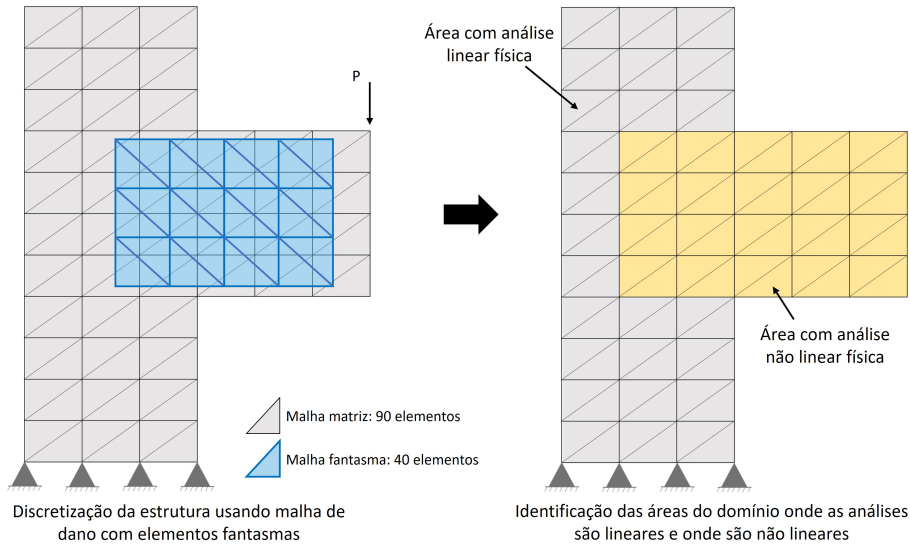 Área com análise
linear física
P
Área com análise
não linear física
Malha matriz: 90 elementos
Malha fantasma: 40 elementos
Discretização da estrutura usando malha de
dano com elementos fantasmas
Identificação das áreas do domínio onde as análises
são lineares e onde são não lineares